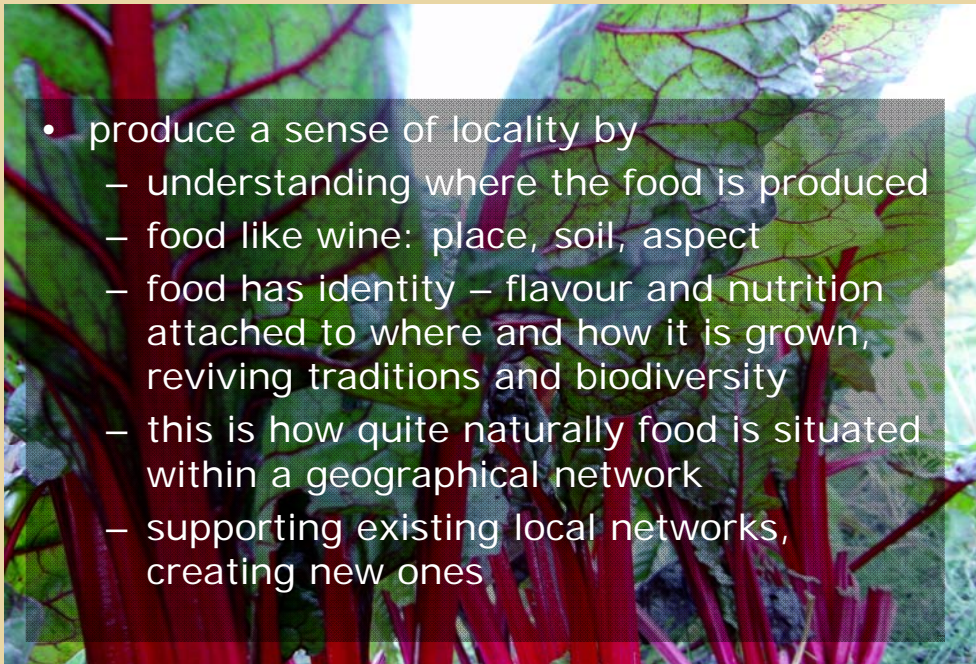 • produce a sense of locality by
– understanding where the food is produced
– food like wine: place, soil, aspect
– food has identity – flavour and nutrition
attached to where and how it is grown,
reviving traditions and biodiversity
– this is how quite naturally food is situated
within a geographical network
– supporting existing local networks,
creating new ones